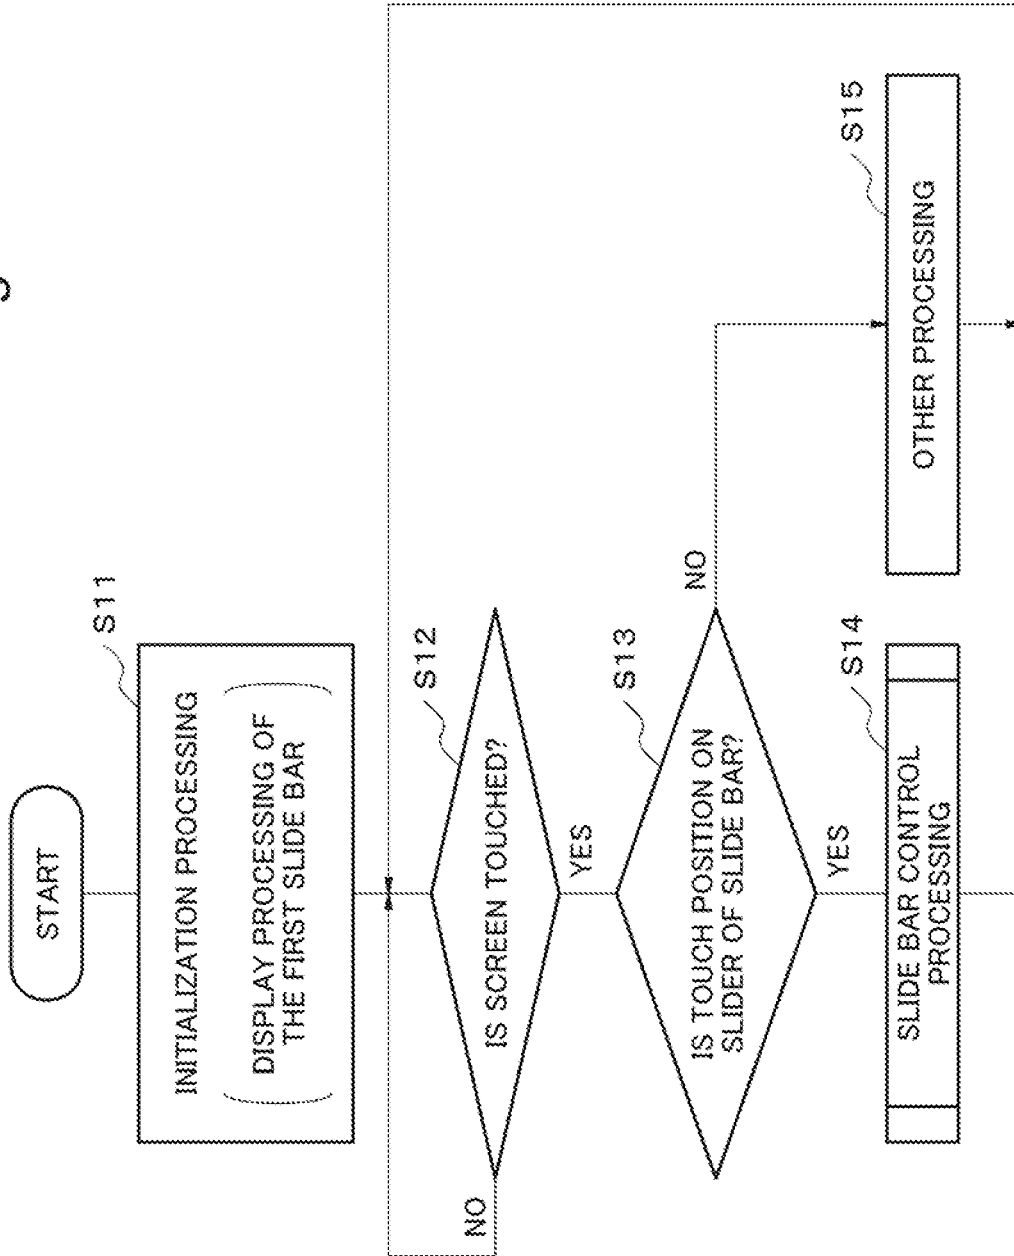 START
S11
INITIALIZATION PROCESSING
DISPLAY PROCESSING OF
THE FIRST SLIDE BAR
S12
IS SCREEN TOUCHED?
NO
YES
S13
IS TOUCH POSITION ON
SLIDER OF SLIDE BAR?
NO
YES
S14
SLIDE BAR CONTROL
PROCESSING
S15
OTHER PROCESSING